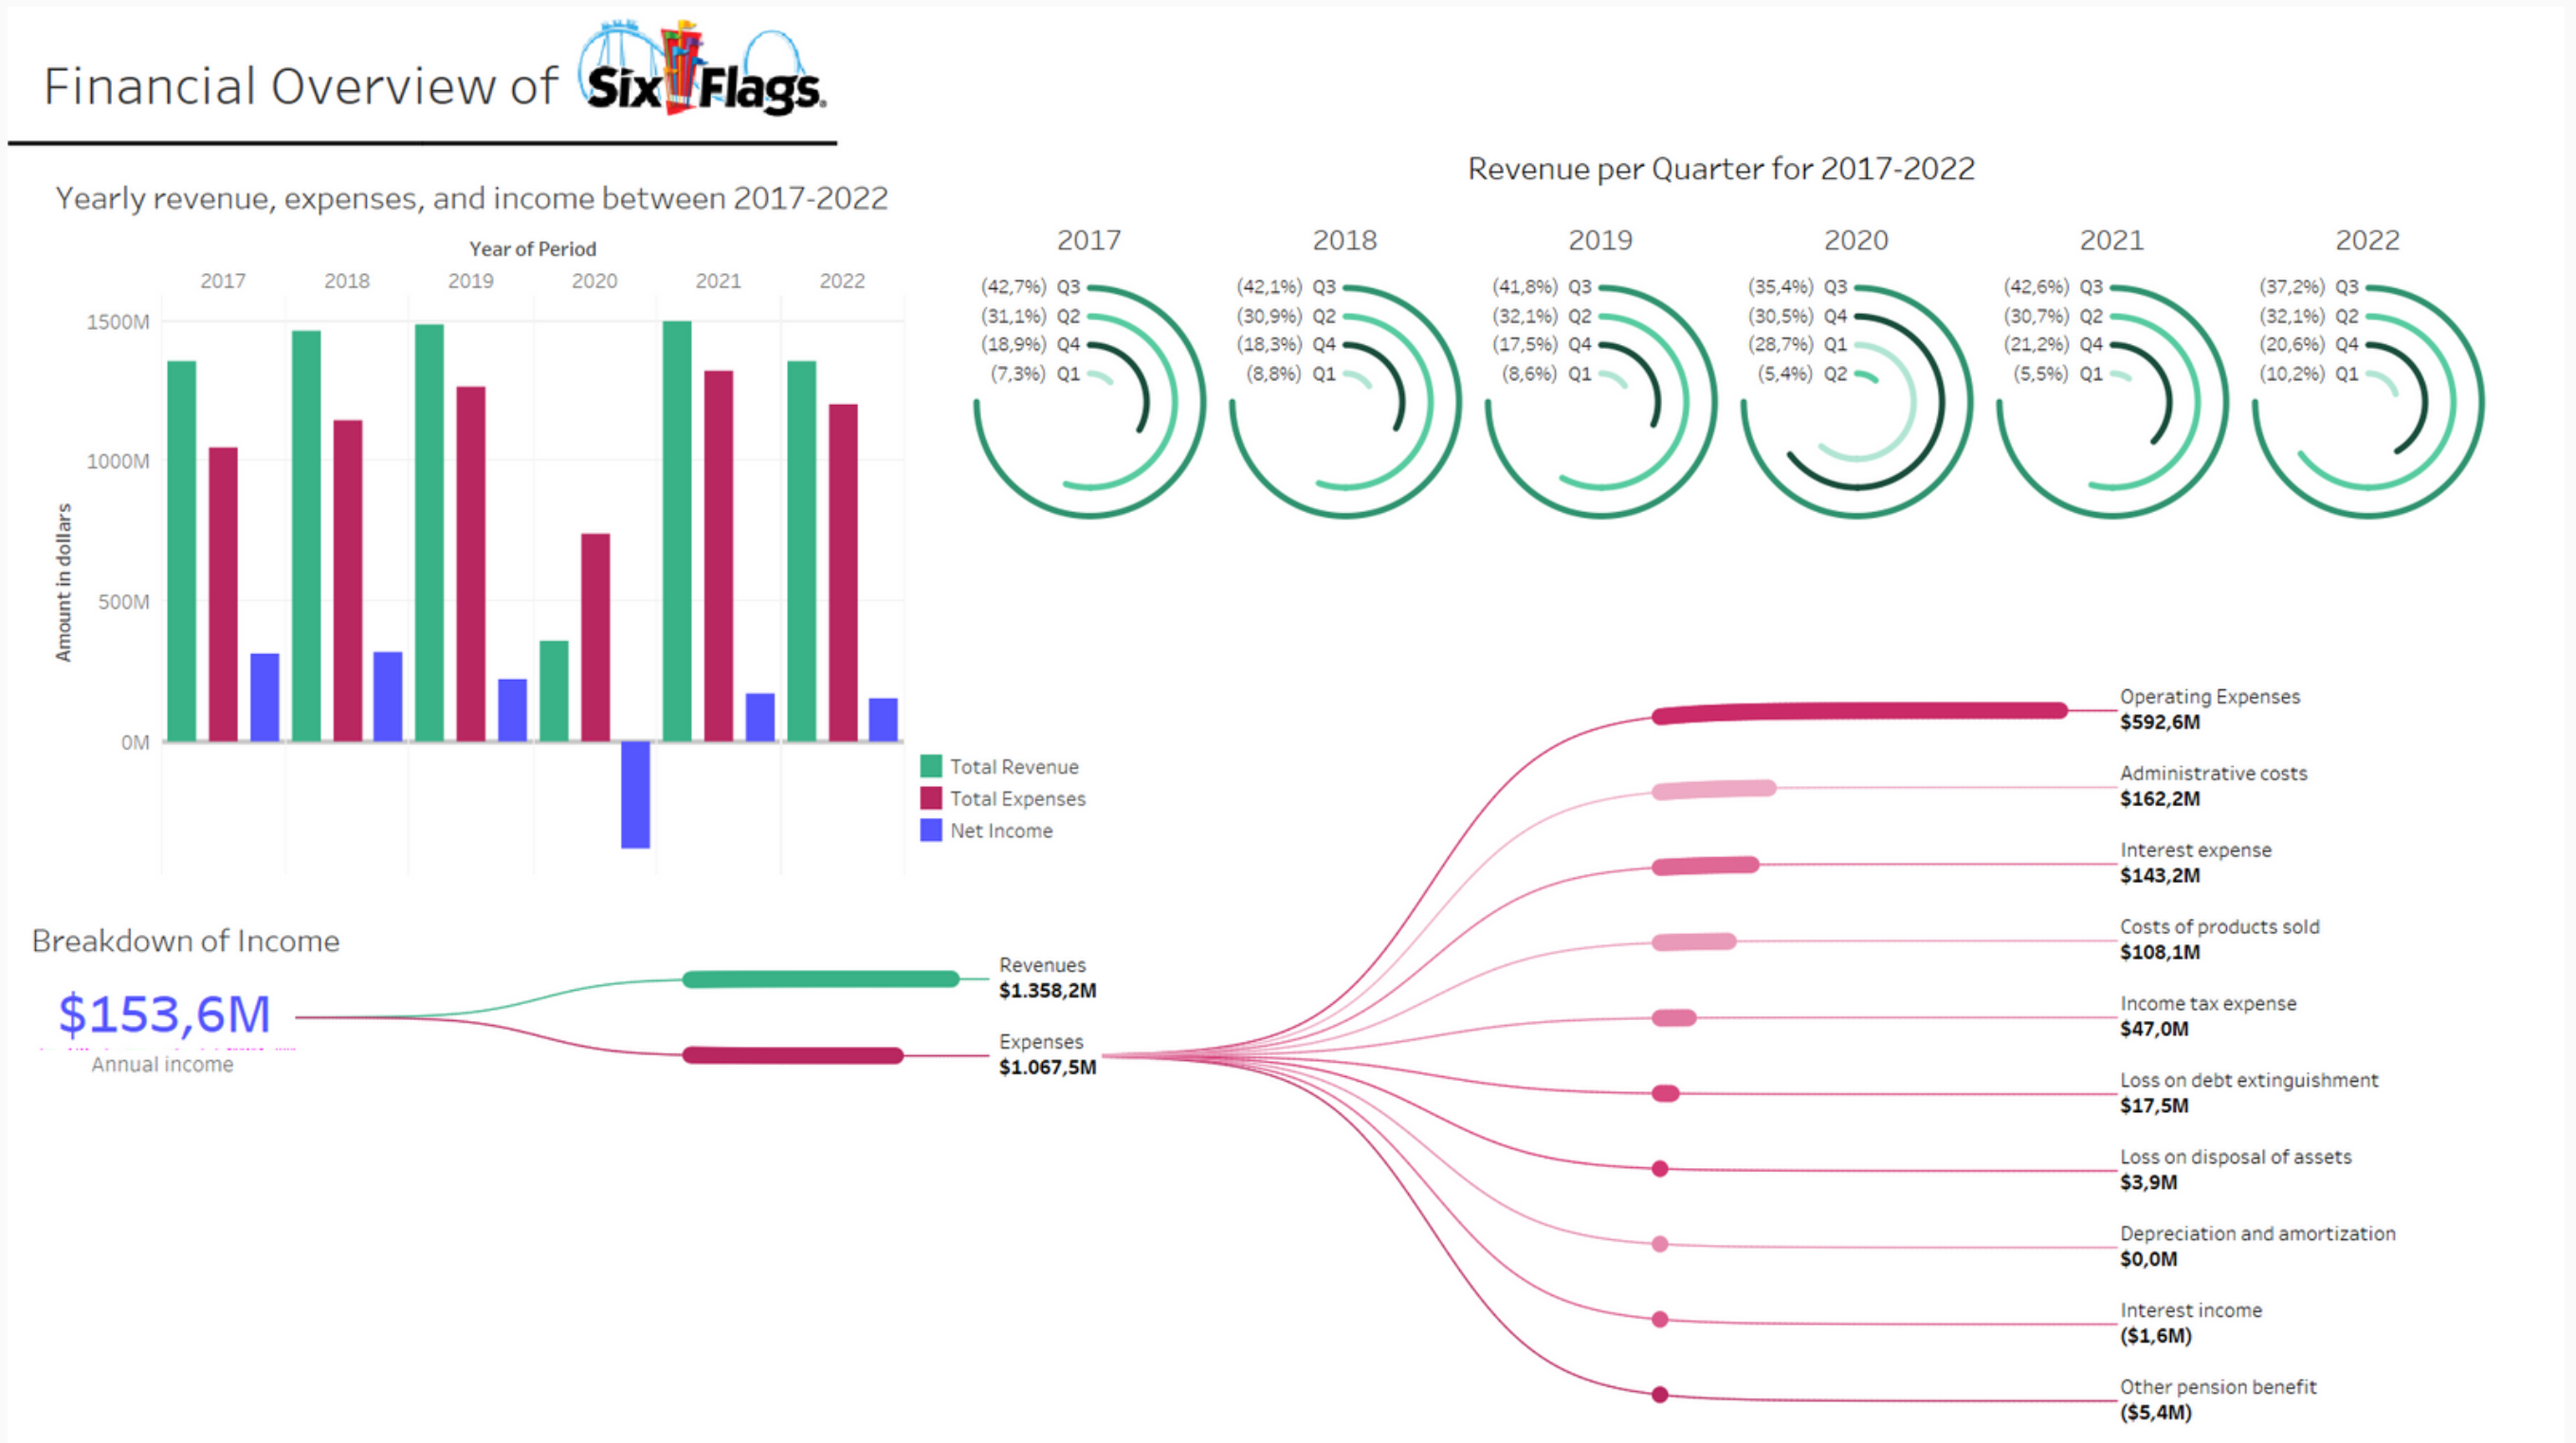 Financial Overview of Six Flags.
Yearly revenue, expenses, and income between 2017-2022
Year of Period
2017 2018 2019 2020 2021 2022
1500M
1000M
500M
0M
Amount in dollars
Total Revenue
Total Expenses
Net Income
Revenue per Quarter for 2017-2022
2017
(42,7%) Q3
(31,1%) Q2
(18,9%) Q4
(7,3%) Q1
2018
(42,1%) Q3
(30,9%) Q2
(18,3%) Q4
(8,8%) Q1
2019
(41,8%) Q3
(32,1%) Q2
(17,5%) Q4
(8,6%) Q1
2020
(35,4%) Q3
(30,5%) Q4
(28,7%) Q1
(5,4%) Q2
2021
(42,6%) Q3
(30,7%) Q2
(21,2%) Q4
(5,5%) Q1
2022
(37,2%) Q3
(32,1%) Q2
(20,6%) Q4
(10,2%) Q1
Breakdown of Income
$153,6M
Annual income
Revenues
$1.358,2M
Expenses
$1.067,5M
Operating Expenses
$592,6M
Administrative costs
$162,2M
Interest expense
$143,2M
Costs of products sold
$108,1M
Income tax expense
$47,0M
Loss on debt extinguishment
$17,5M
Loss on disposal of assets
$3,9M
Depreciation and amortization
$0,0M
Interest income
($1,6M)
Other pension benefit
($5,4M)